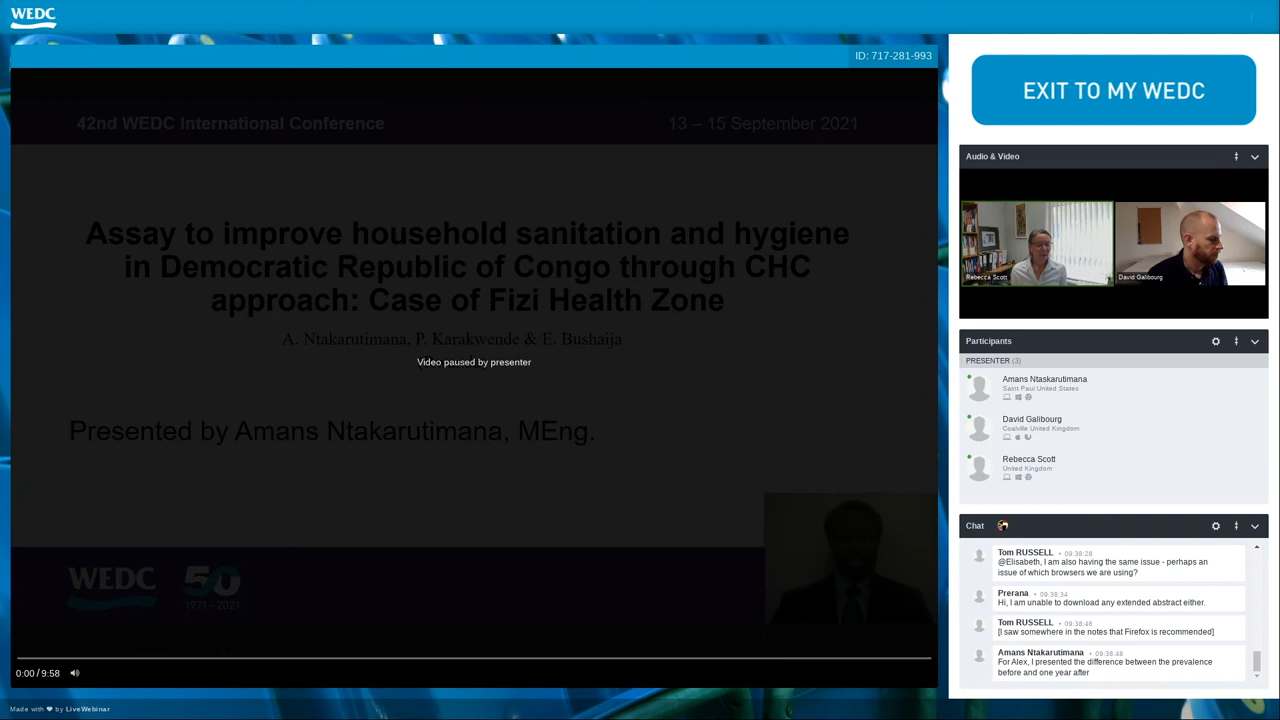 WEDC
ID: 717-281-993
42nd WEDC International Conference
13 – 15 September 2021
Assay to improve household sanitation and hygiene
in Democratic Republic of Congo through CHC
approach: Case of Fizi Health Zone
A. Ntakarutimana, P. Karakwende & E. Bushaija
Video paused by presenter
Presented by Amans Ntakarutimana, MEng.
WEDC
50
1971–2021
0:00 / 9:58
Made with ❤ by LiveWebinar
EXIT TO MY WEDC
Audio & Video
Rebecca Scott
David Galibourg
Participants
PRESENTER (3)
Amans Ntaskarutimana
Saint Paul United States
David Galibourg
Coalville United Kingdom
Rebecca Scott
United Kingdom
Chat
Tom RUSSELL • 09:38:28
@Elisabeth, I am also having the same issue - perhaps an
issue of which browsers we are using?
Prerana • 09:38:34
Hi, I am unable to download any extended abstract either.
Tom RUSSELL • 09:38:46
[I saw somewhere in the notes that Firefox is recommended]
Amans Ntakarutimana • 09:38:48
For Alex, I presented the difference between the prevalence
before and one year after